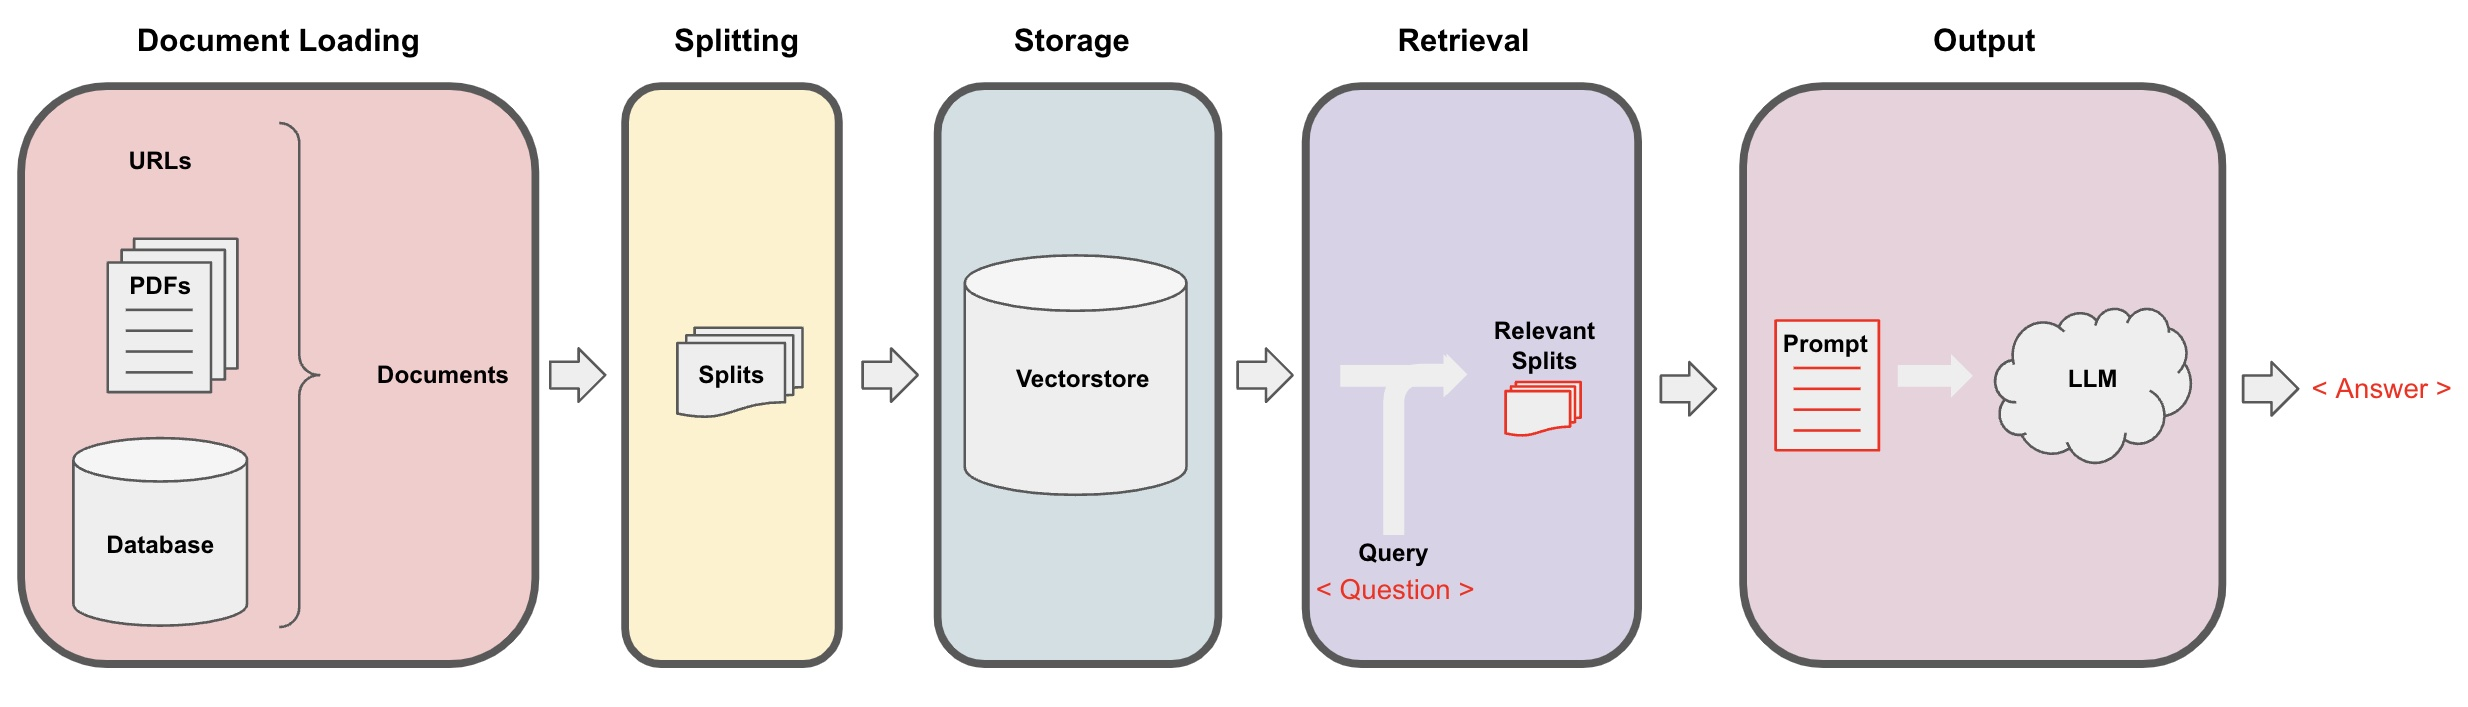 Document Loading
Splitting
Storage
Retrieval
Output
URLs
PDFs
Database
Documents
Splits
Vectorstore
Relevant
Splits
Query
< Question >
Prompt
LLM
< Answer >